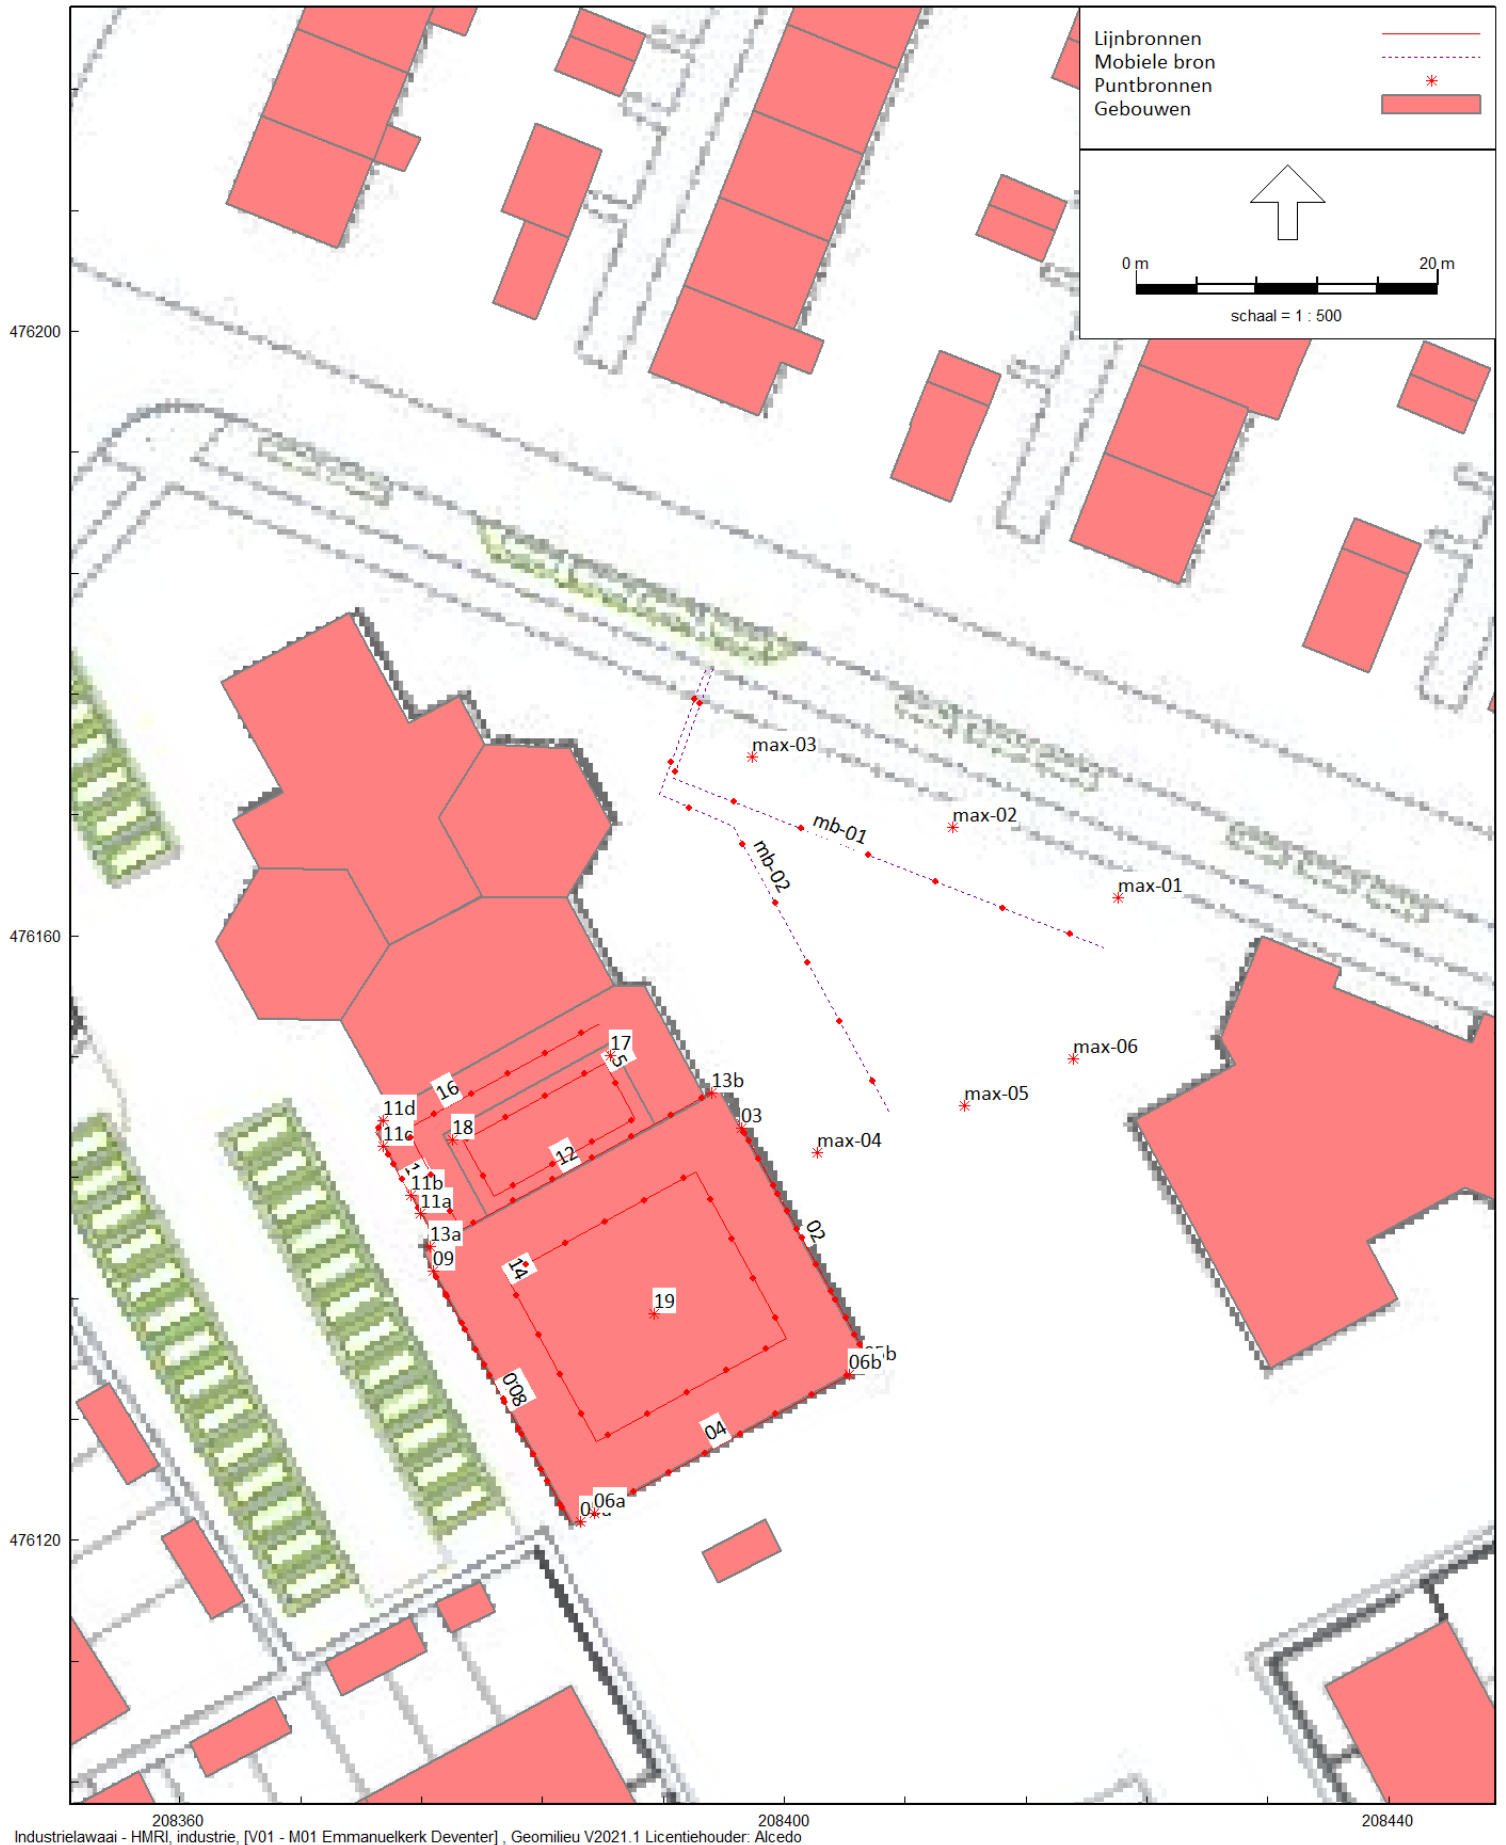 Lijnbronnen
Mobiele bron
Puntbronnen
Gebouwen
0 m 20 m
schaal = 1 : 500
476200
max-03
mb-01
max-02
mb-02
max-01
476160
17
5
max-06
16
13b
11d
max-05
18
03
11c
12
max-04
11b
11a
13a
02
09
14
19
06b
08.0
04
06a
476120
208360 208400 208440
Industrielawaai - HMRI, industrie, [V01 - M01 Emmanuelkerk Deventer] , Geomilieu V2021.1 Licentiehouder: Alcedo